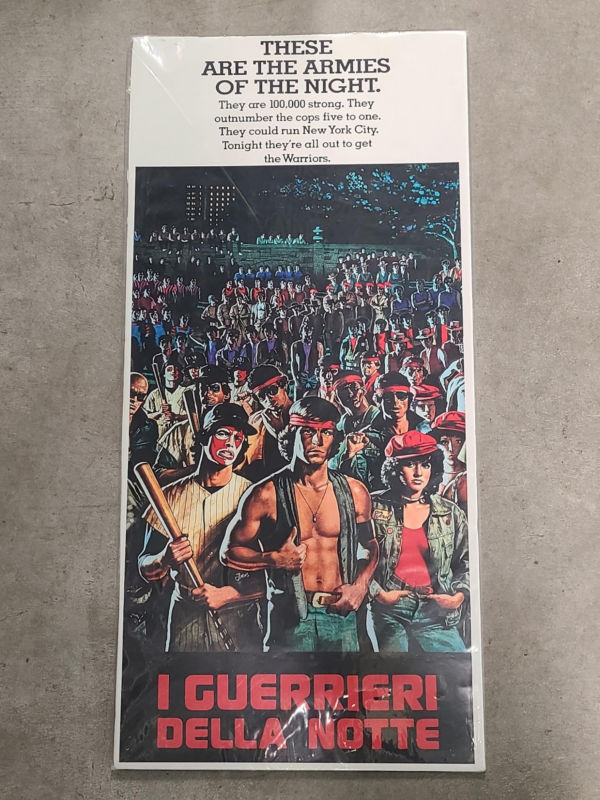 THESE
ARE THE ARMIES
OF THE NIGHT.
They are 100,000 strong. They
outnumber the cops five to one.
They could run New York City.
Tonight they're all out to get
the Warriors.
I GUERRIERI
DELLA NOTTE